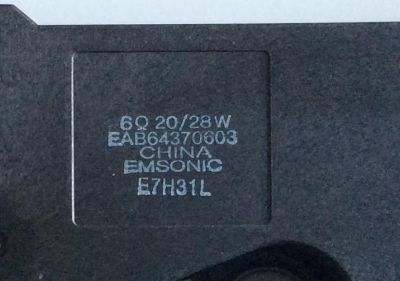 6Ω 20/28W
EAB64370603
CHINA
EMSONIC
E7H31L